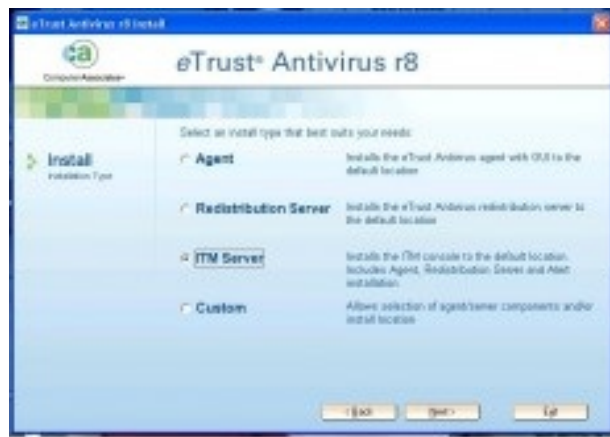 eTrust Antivirus r8 Install
ca
Computer Associates
eTrust Antivirus r8
Select an install type that best suits your needs:
Install
Installation Type
Agent
Installs the eTrust Antivirus agent with GUI to the
default location
Redistribution Server
Installs the eTrust Antivirus redistribution server to
the default location
ITM Server
Installs the ITM console to the default location.
Includes Agent, Redistribution Server and Alert
installation.
Custom
Allows selection of agent/server components and/or
install location
< Back
Next >
Exit